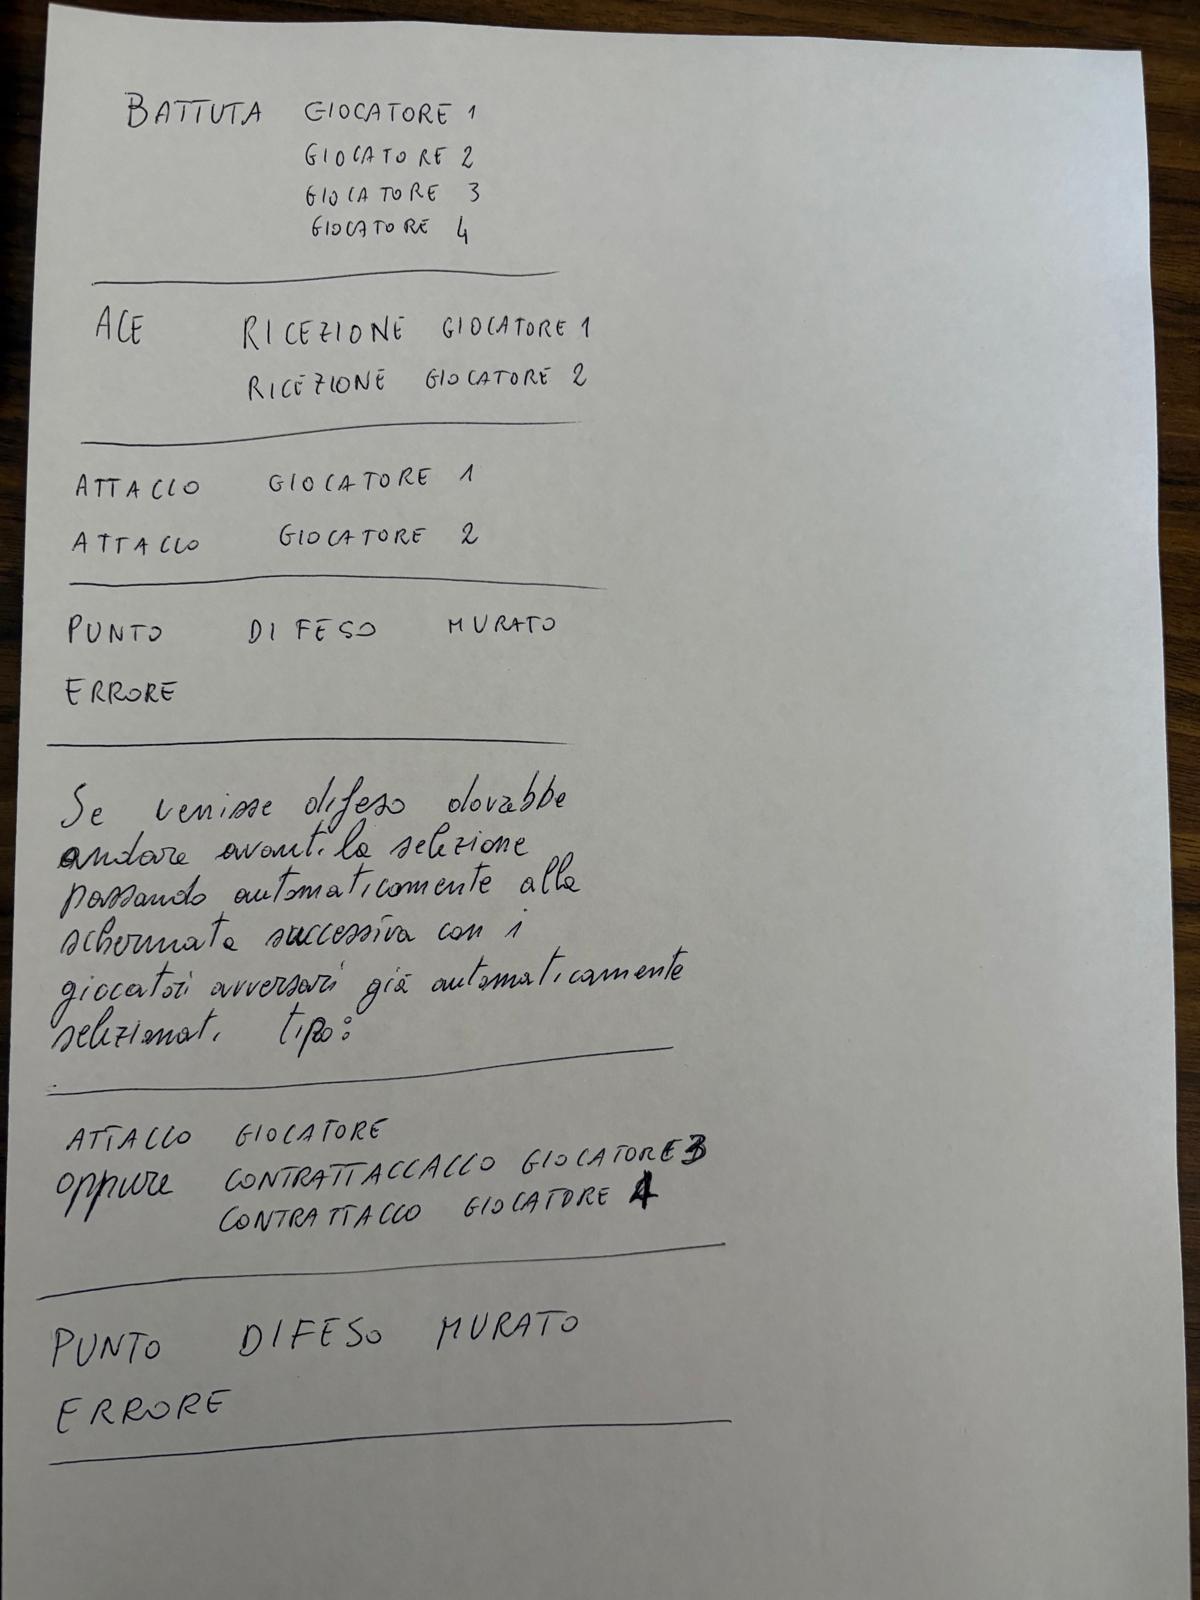 BATTUTA GIOCATORE 1
GIOCATORE 2
GIOCATORE 3
GIOCATORE 4
ACE RICEZIONE GIOCATORE 1
RICEZIONE GIOCATORE 2
ATTACCO GIOCATORE 1
ATTACCO GIOCATORE 2
PUNTO DIFESO MURATO
ERRORE
Se venisse difeso dovrebbe
andare avanti la selezione
passando automaticamente alla
schermata successiva con i
giocatori avversari già automaticamente
selezionati tipo:
ATTACCO GIOCATORE
oppure CONTRATTACCACCO GIOCATORE 3
CONTRATTACCO GIOCATORE 4
PUNTO DIFESO MURATO
ERRORE